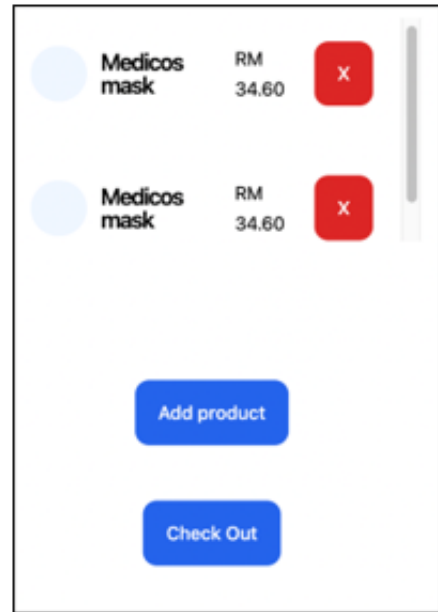 Medicos
mask
RM
34.60
X
Medicos
mask
RM
34.60
X
Add product
Check Out